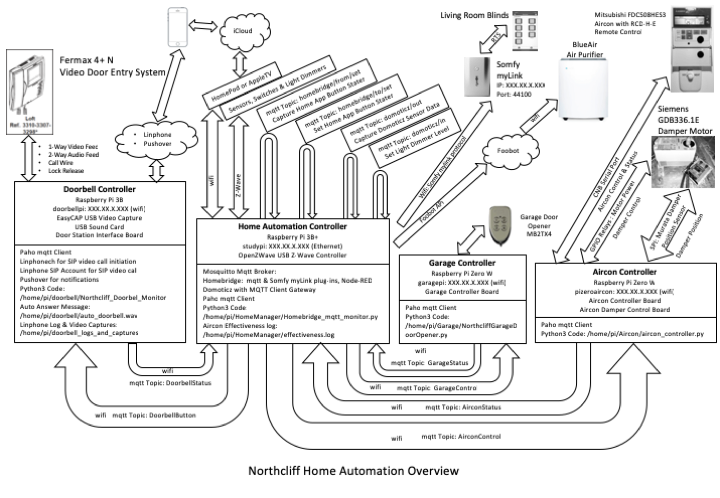 Fermax 4+ N
Video Door Entry System
Loft
Ref. 3310-3307-
3298*
• 1-Way Video Feec
• 2-Way Audio Feed
• Call Wire
• Lock Release
iCloud
• Linphone
• Pushover
HomePod or AppleTV
Sensors, Switches & Light Dimmers
mqtt Topic: homebridge/from/set
Capture Home App Button State
mqtt Topic: homebridge/to/set
Set Home App Button State
mqtt Topic: domoticz/out
Capture Domoticz Sensor Data
mqtt Topic: domoticz/in
Set Light Dimmer Level
wifi
Z-Wave
Living Room Blinds
RTS
Somfy
myLink
IP: XX.XX.X.XXX
Port: 44100
BlueAir
Air Purifier
wifi
Foobot
Wifi Somfy mylink protocol
Foobot API
Mitsubishi FDC508HES3
Aircon with RCD-H-E
Remote Control
Siemens
GDB336.1E
Damper Motor
CNB Serial Port
Aircon Control & Status
GPIO Relays : Motor Power
Damper Control
SPI: Murata Damper
Position Sensor
Damper Position
Garage Door
Opener
MB2TX4
Doorbell Controller
Raspberry Pi 3B
doorbellpi: XXX.XX.X.XXX (wifi)
EasyCAP USB Video Capture
USB Sound Card
Door Station Interface Board
Paho mqtt Client
Linphonech for SIP video call initiation
Linphone SIP Account for SIP video cal
Pushover for notifications
Python3 Code:
/home/pi/doorbell/Northcliff_Doorbel_Monitor
Auto Answer Message:
/home/pi/doorbell/auto_doorbell.wav
Linphone Log & Video Captures:
/home/pi/doorbell_logs_and_captures
Home Automation Controller
Raspberry Pi 3B+
studypi: XXX.XX.X.XXX (Ethernet)
OpenZWave USB Z-Wave Controller
Mosquitto Mqtt Broker:
Homebridge: mqtt & Somfy myLink plug-ins, Node-RED
Domoticz with MQTT Client Gateway
Paho mqtt Client
Python3 Code
/home/pi/HomeManager/Homebridge_mqtt_monitor.py
Aircon Effectiveness log:
/home/pi/HomeManager/effectiveness.log
Garage Controller
Raspberry Pi Zero W
garagepi: XXX.XX.X.XXX (wifi)
Garage Controller Board
Paho mqtt Client
Python3 Code:
/home/pi/Garage/NorthcliffGarageD
oorOpener.py
Aircon Controller
Raspberry Pi Zero W
pizeroaircon: XXX.XX.X.XXX (wifi)
Aircon Controller Board
Aircon Damper Control Board
Paho mqtt Client
Python3 Code: /home/pi/Aircon/aircon_controller.py
wifi
mqtt Topic: DoorbellStatus
wifi mqtt Topic: DoorbellButton
wifi
mqtt Topic GarageStatus
wifi mqtt Topic GarageContro
wifi mqtt Topic: AirconStatus
wifi mqtt Topic: AirconControl
Northcliff Home Automation Overview